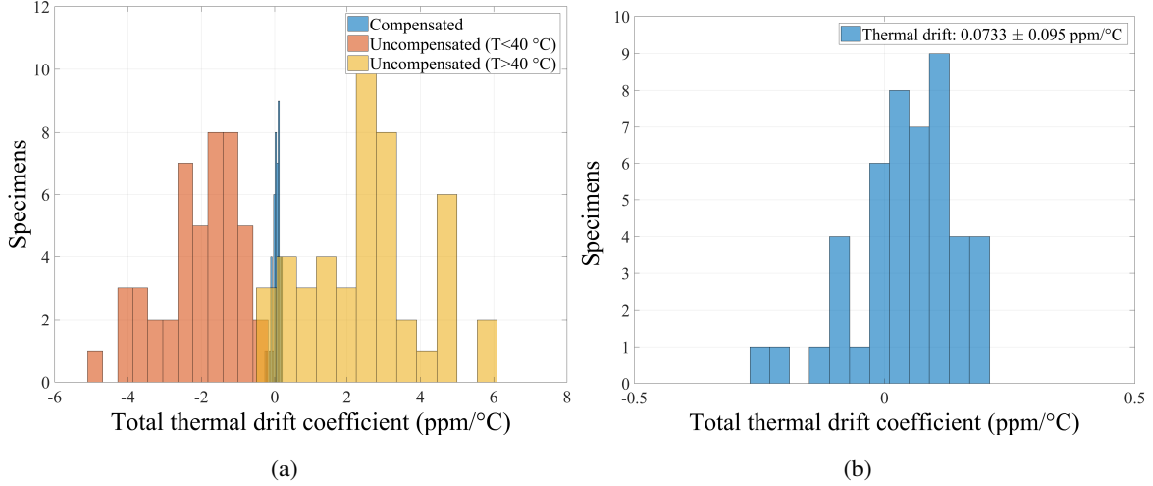 12
10
8
6
4
2
0
Specimens
-6
-4
-2
0
2
4
6
8
Total thermal drift coefficient (ppm/°C)
Compensated
Uncompensated (T<40 °C)
Uncompensated (T>40 °C)
(a)
10
9
8
7
6
5
4
3
2
1
0
Specimens
-0.5
0
0.5
Total thermal drift coefficient (ppm/°C)
Thermal drift: 0.0733 ± 0.095 ppm/°C
(b)